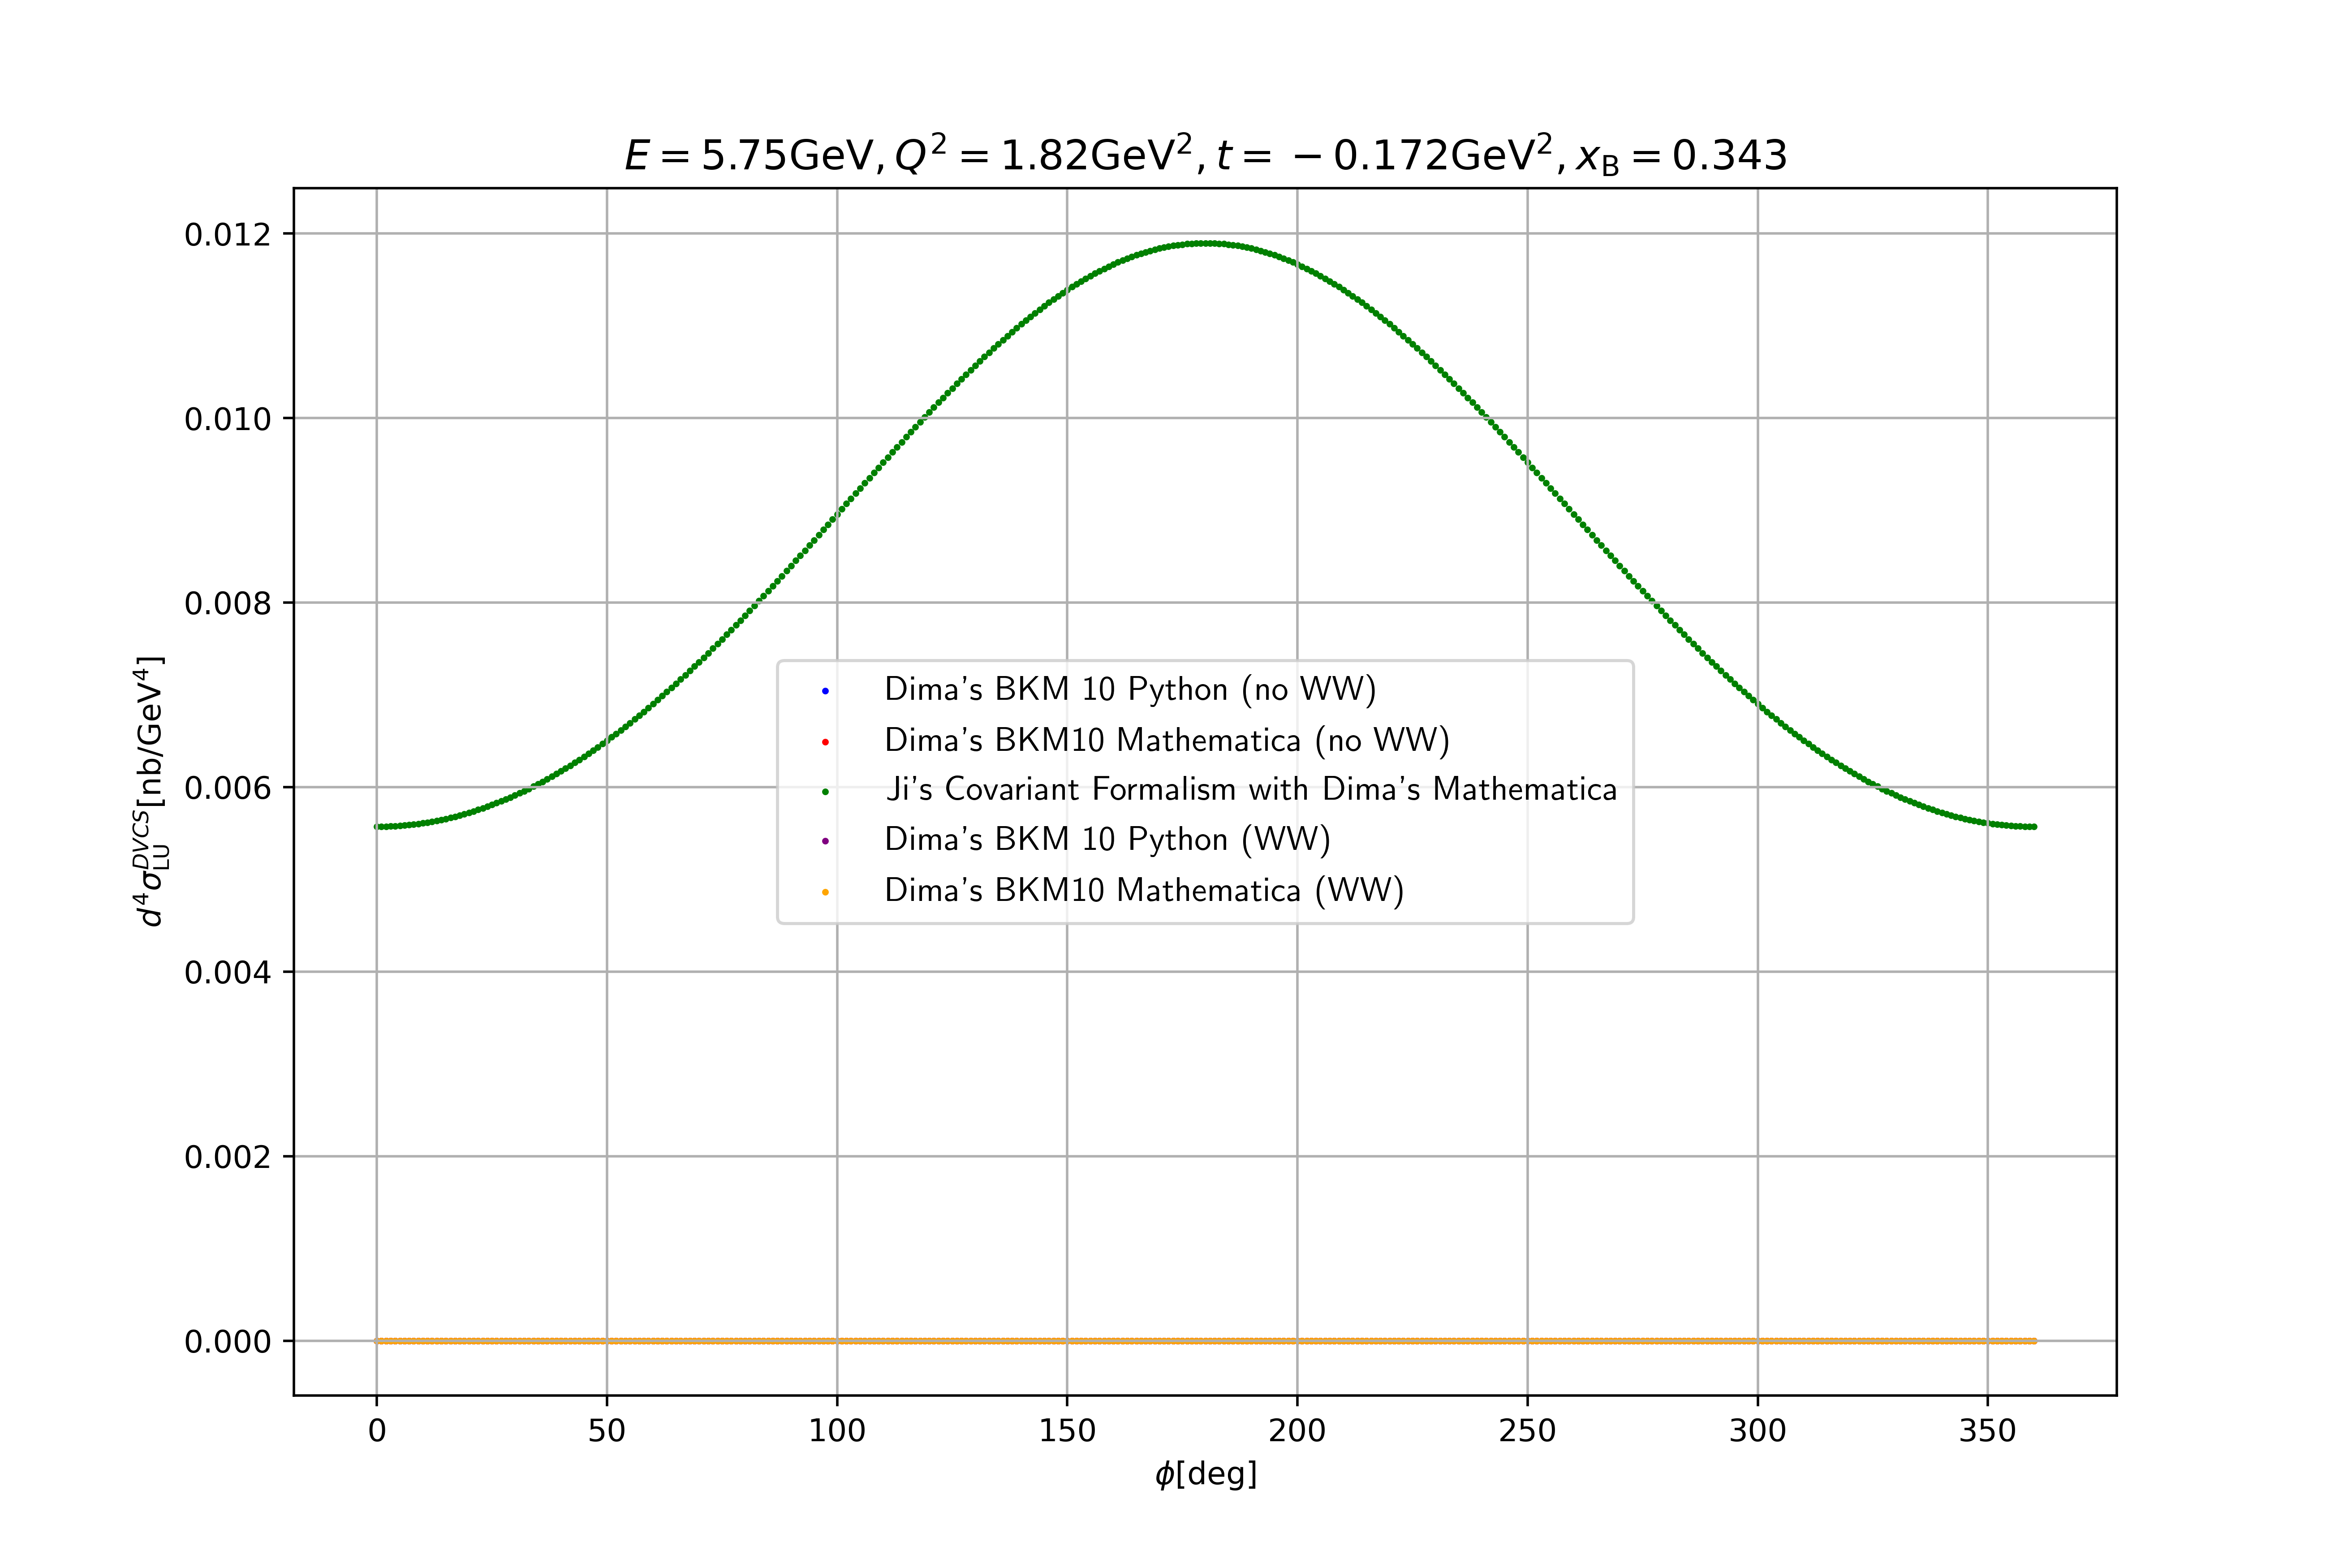 E = 5.75GeV, Q² = 1.82GeV², t = −0.172GeV², x_B = 0.343
d⁴σ_LU^DVCS[nb/GeV⁴]
0.012
0.010
0.008
0.006
0.004
0.002
0.000
Dima's BKM 10 Python (no WW)
Dima's BKM10 Mathematica (no WW)
Ji's Covariant Formalism with Dima's Mathematica
Dima's BKM 10 Python (WW)
Dima's BKM10 Mathematica (WW)
0 50 100 150 200 250 300 350
ϕ[deg]